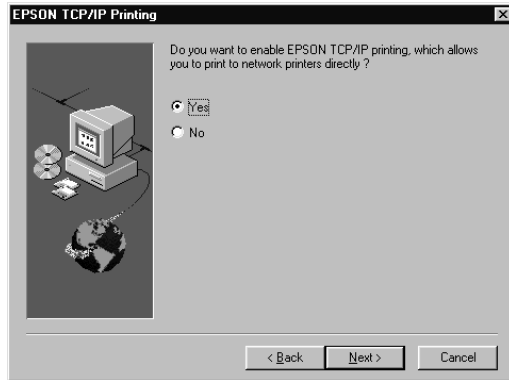 EPSON TCP/IP Printing
Do you want to enable EPSON TCP/IP printing, which allows
you to print to network printers directly ?
Yes
No
< Back
Next >
Cancel